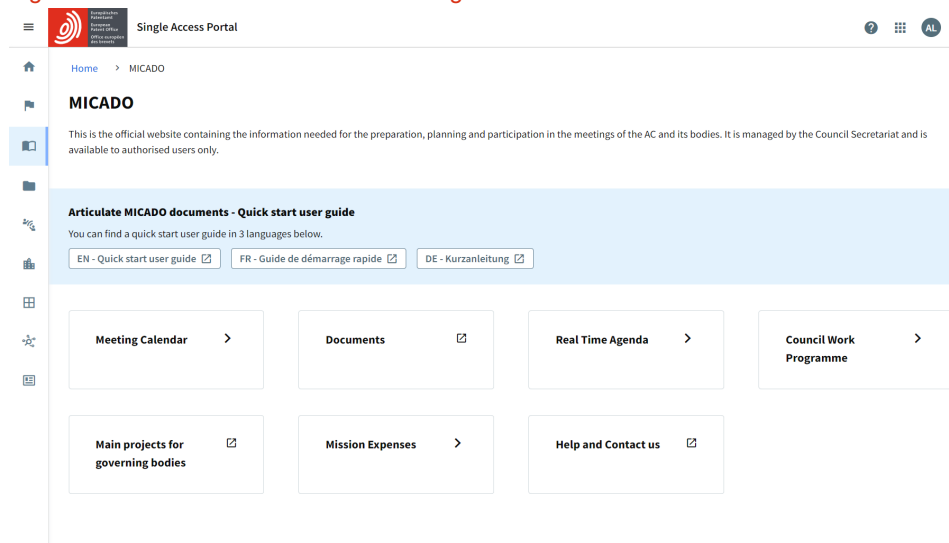 Europäisches
Patentamt
European
Patent Office
Office européen
des brevets
Single Access Portal
AL
Home > MICADO
MICADO
This is the official website containing the information needed for the preparation, planning and participation in the meetings of the AC and its bodies. It is managed by the Council Secretariat and is
available to authorised users only.
Articulate MICADO documents - Quick start user guide
You can find a quick start user guide in 3 languages below.
EN - Quick start user guide
FR - Guide de démarrage rapide
DE - Kurzanleitung
Meeting Calendar
Documents
Real Time Agenda
Council Work
Programme
Main projects for
governing bodies
Mission Expenses
Help and Contact us